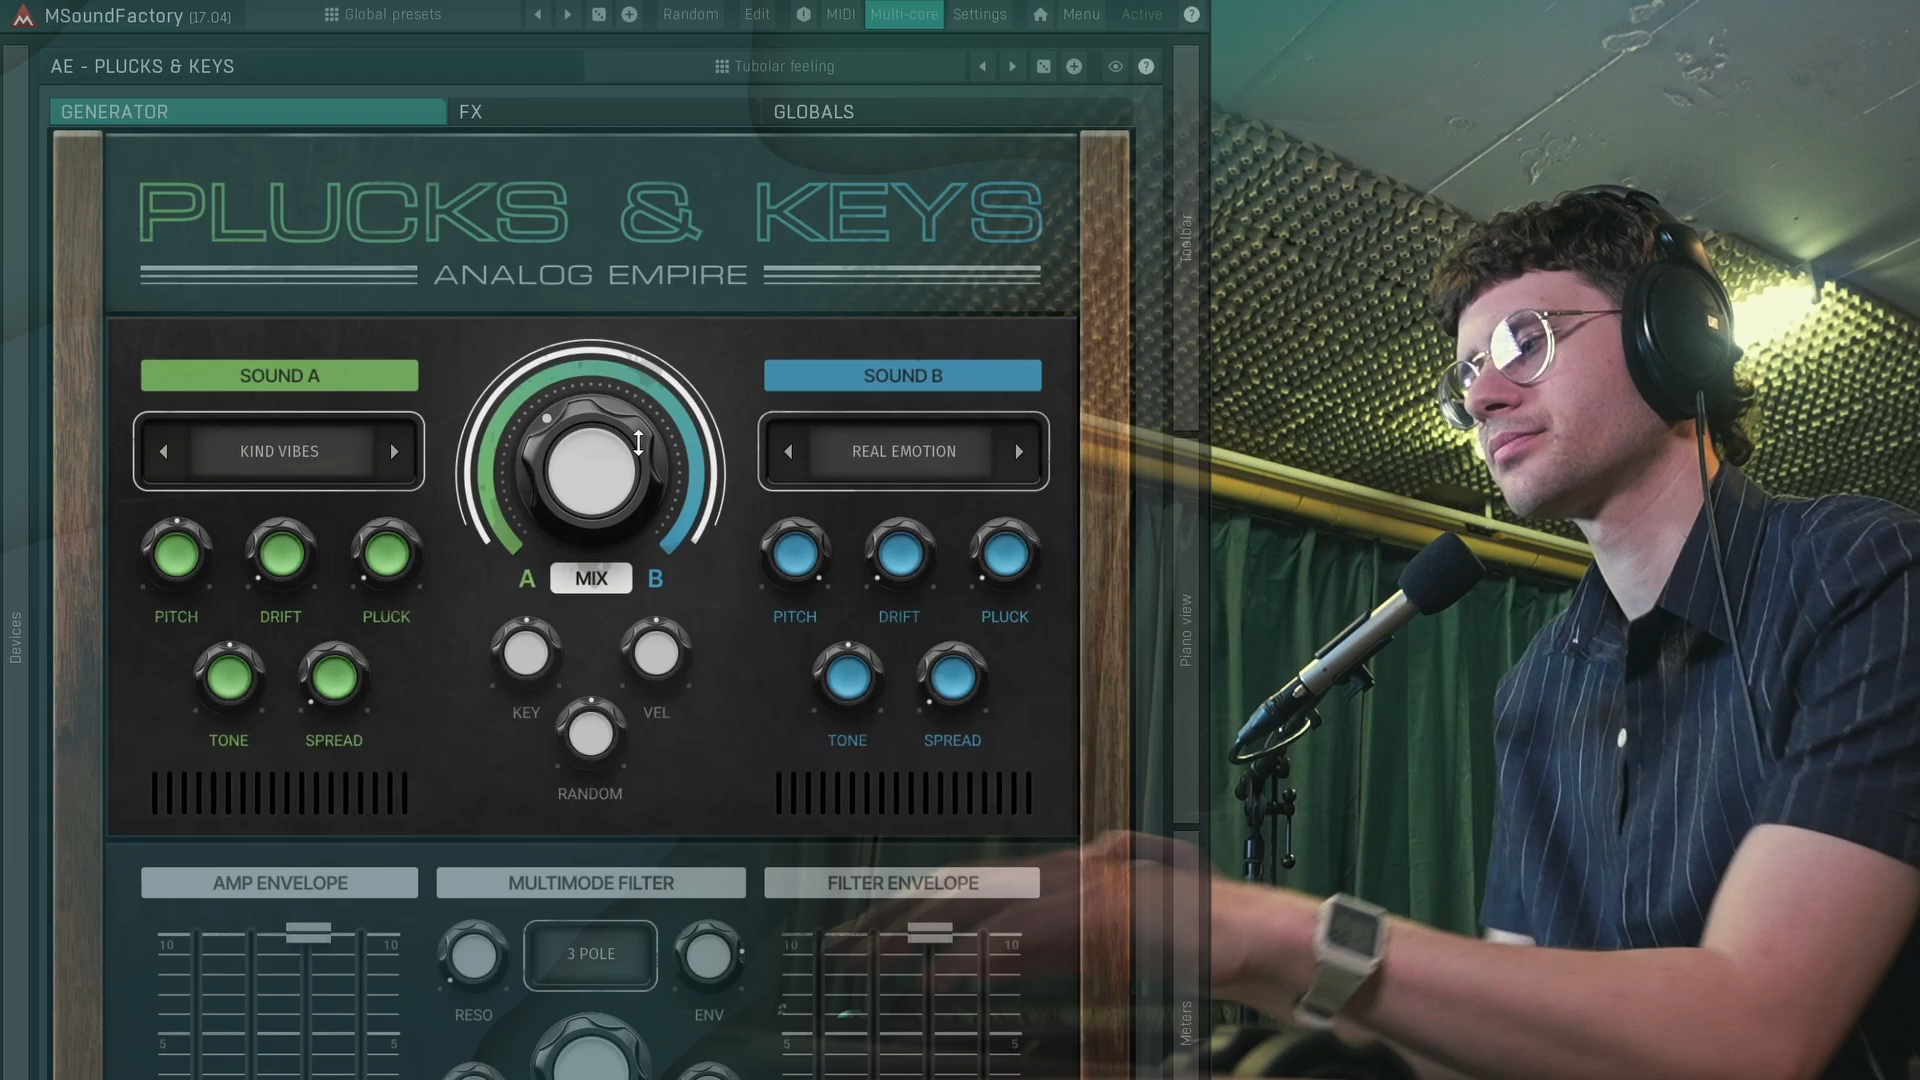 MSoundFactory (17.04)
Global presets
Random
Edit
MIDI
Multi-core
Settings
Menu
Active
?
AE - PLUCKS & KEYS
Tubolar feeling
?
GENERATOR
FX
GLOBALS
PLUCKS & KEYS
ANALOG EMPIRE
Toolbar
SOUND A
SOUND B
KIND VIBES
REAL EMOTION
A
MIX
B
PITCH
DRIFT
PLUCK
PITCH
DRIFT
PLUCK
KEY
VEL
TONE
SPREAD
TONE
SPREAD
RANDOM
Devices
Piano view
AMP ENVELOPE
MULTIMODE FILTER
FILTER ENVELOPE
10
10
3 POLE
10
10
RESO
ENV
5
5
5
5
Meters